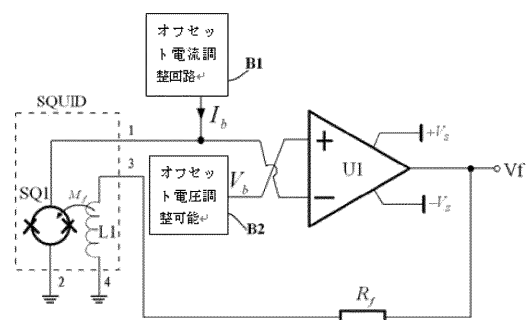 オフセッ
ト電流調
整回路↵
B1
SQUID
I_b
1
+V_s
3
オフセッ
ト電圧調
整可能↵
V_b
B2
+
−
U1
Vf
SQ1
M_f
L1
−V_s
2
4
R_f